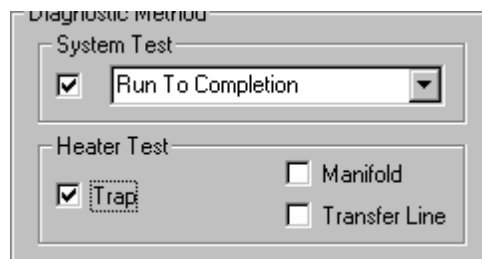 Diagnostic Method
System Test
Run To Completion
Heater Test
Manifold
Trap
Transfer Line